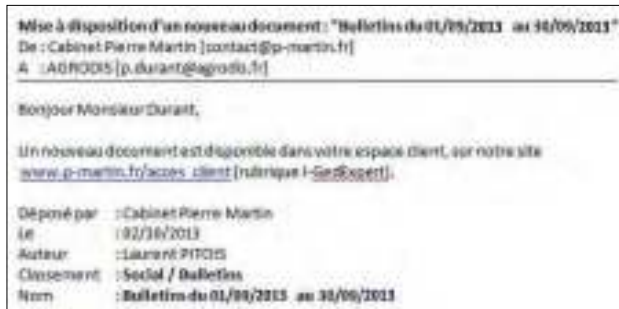 Mise à disposition d'un nouveau document : "Bulletins du 01/09/2013 au 30/09/2013"
De : Cabinet Pierre Martin [contact@p-martin.fr]
A : AGRODIS [p.durant@agrodis.fr]
Bonjour Monsieur Durant,
Un nouveau document est disponible dans votre espace client, sur notre site
www.p-martin.fr/acces_client (rubrique I-GedExpert).
Déposé par : Cabinet Pierre Martin
Le : 02/10/2013
Auteur : Laurent PITOIS
Classement : Social / Bulletins
Nom : Bulletins du 01/09/2013 au 30/09/2013